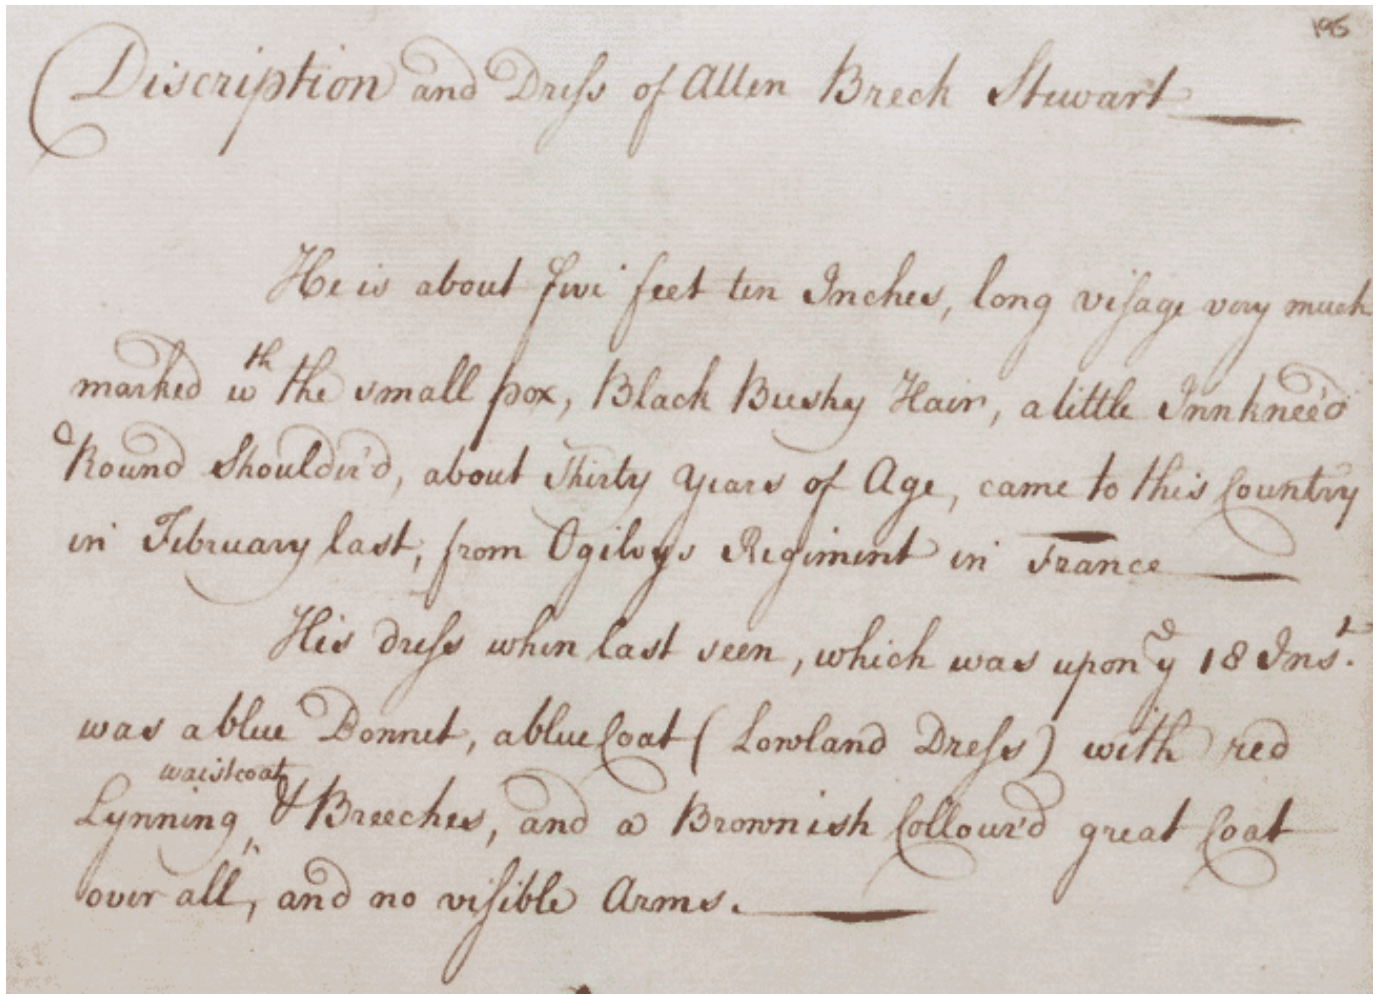 195
Discription and Dress of Allen Breck Stewart
He is about five feet ten Inches, long visage very much
marked wth the small pox, Black Bushy Hair, a little Innknee'd
Round Shoulder'd, about thirty years of Age, came to this Country
in February last, from Ogilvys Regiment in France
His dress when last seen, which was upon ye 18 Inst.
was a blue Bonnet, a blue Coat (Lowland Dress) with red
waistcoat
Lynning, & Breeches, and a Brownish Collour'd great Coat
over all, and no visible Arms.